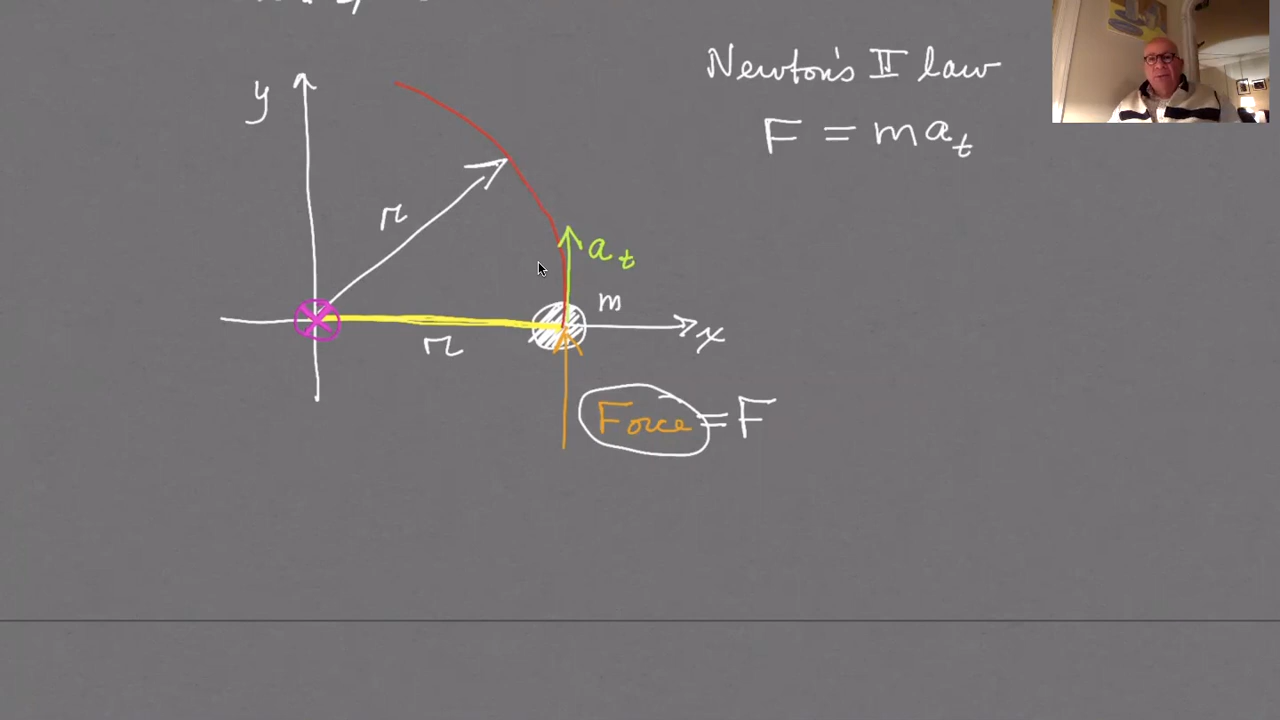 Newton's II law
F = ma_t
y
r
a_t
m
r
x
Force = F